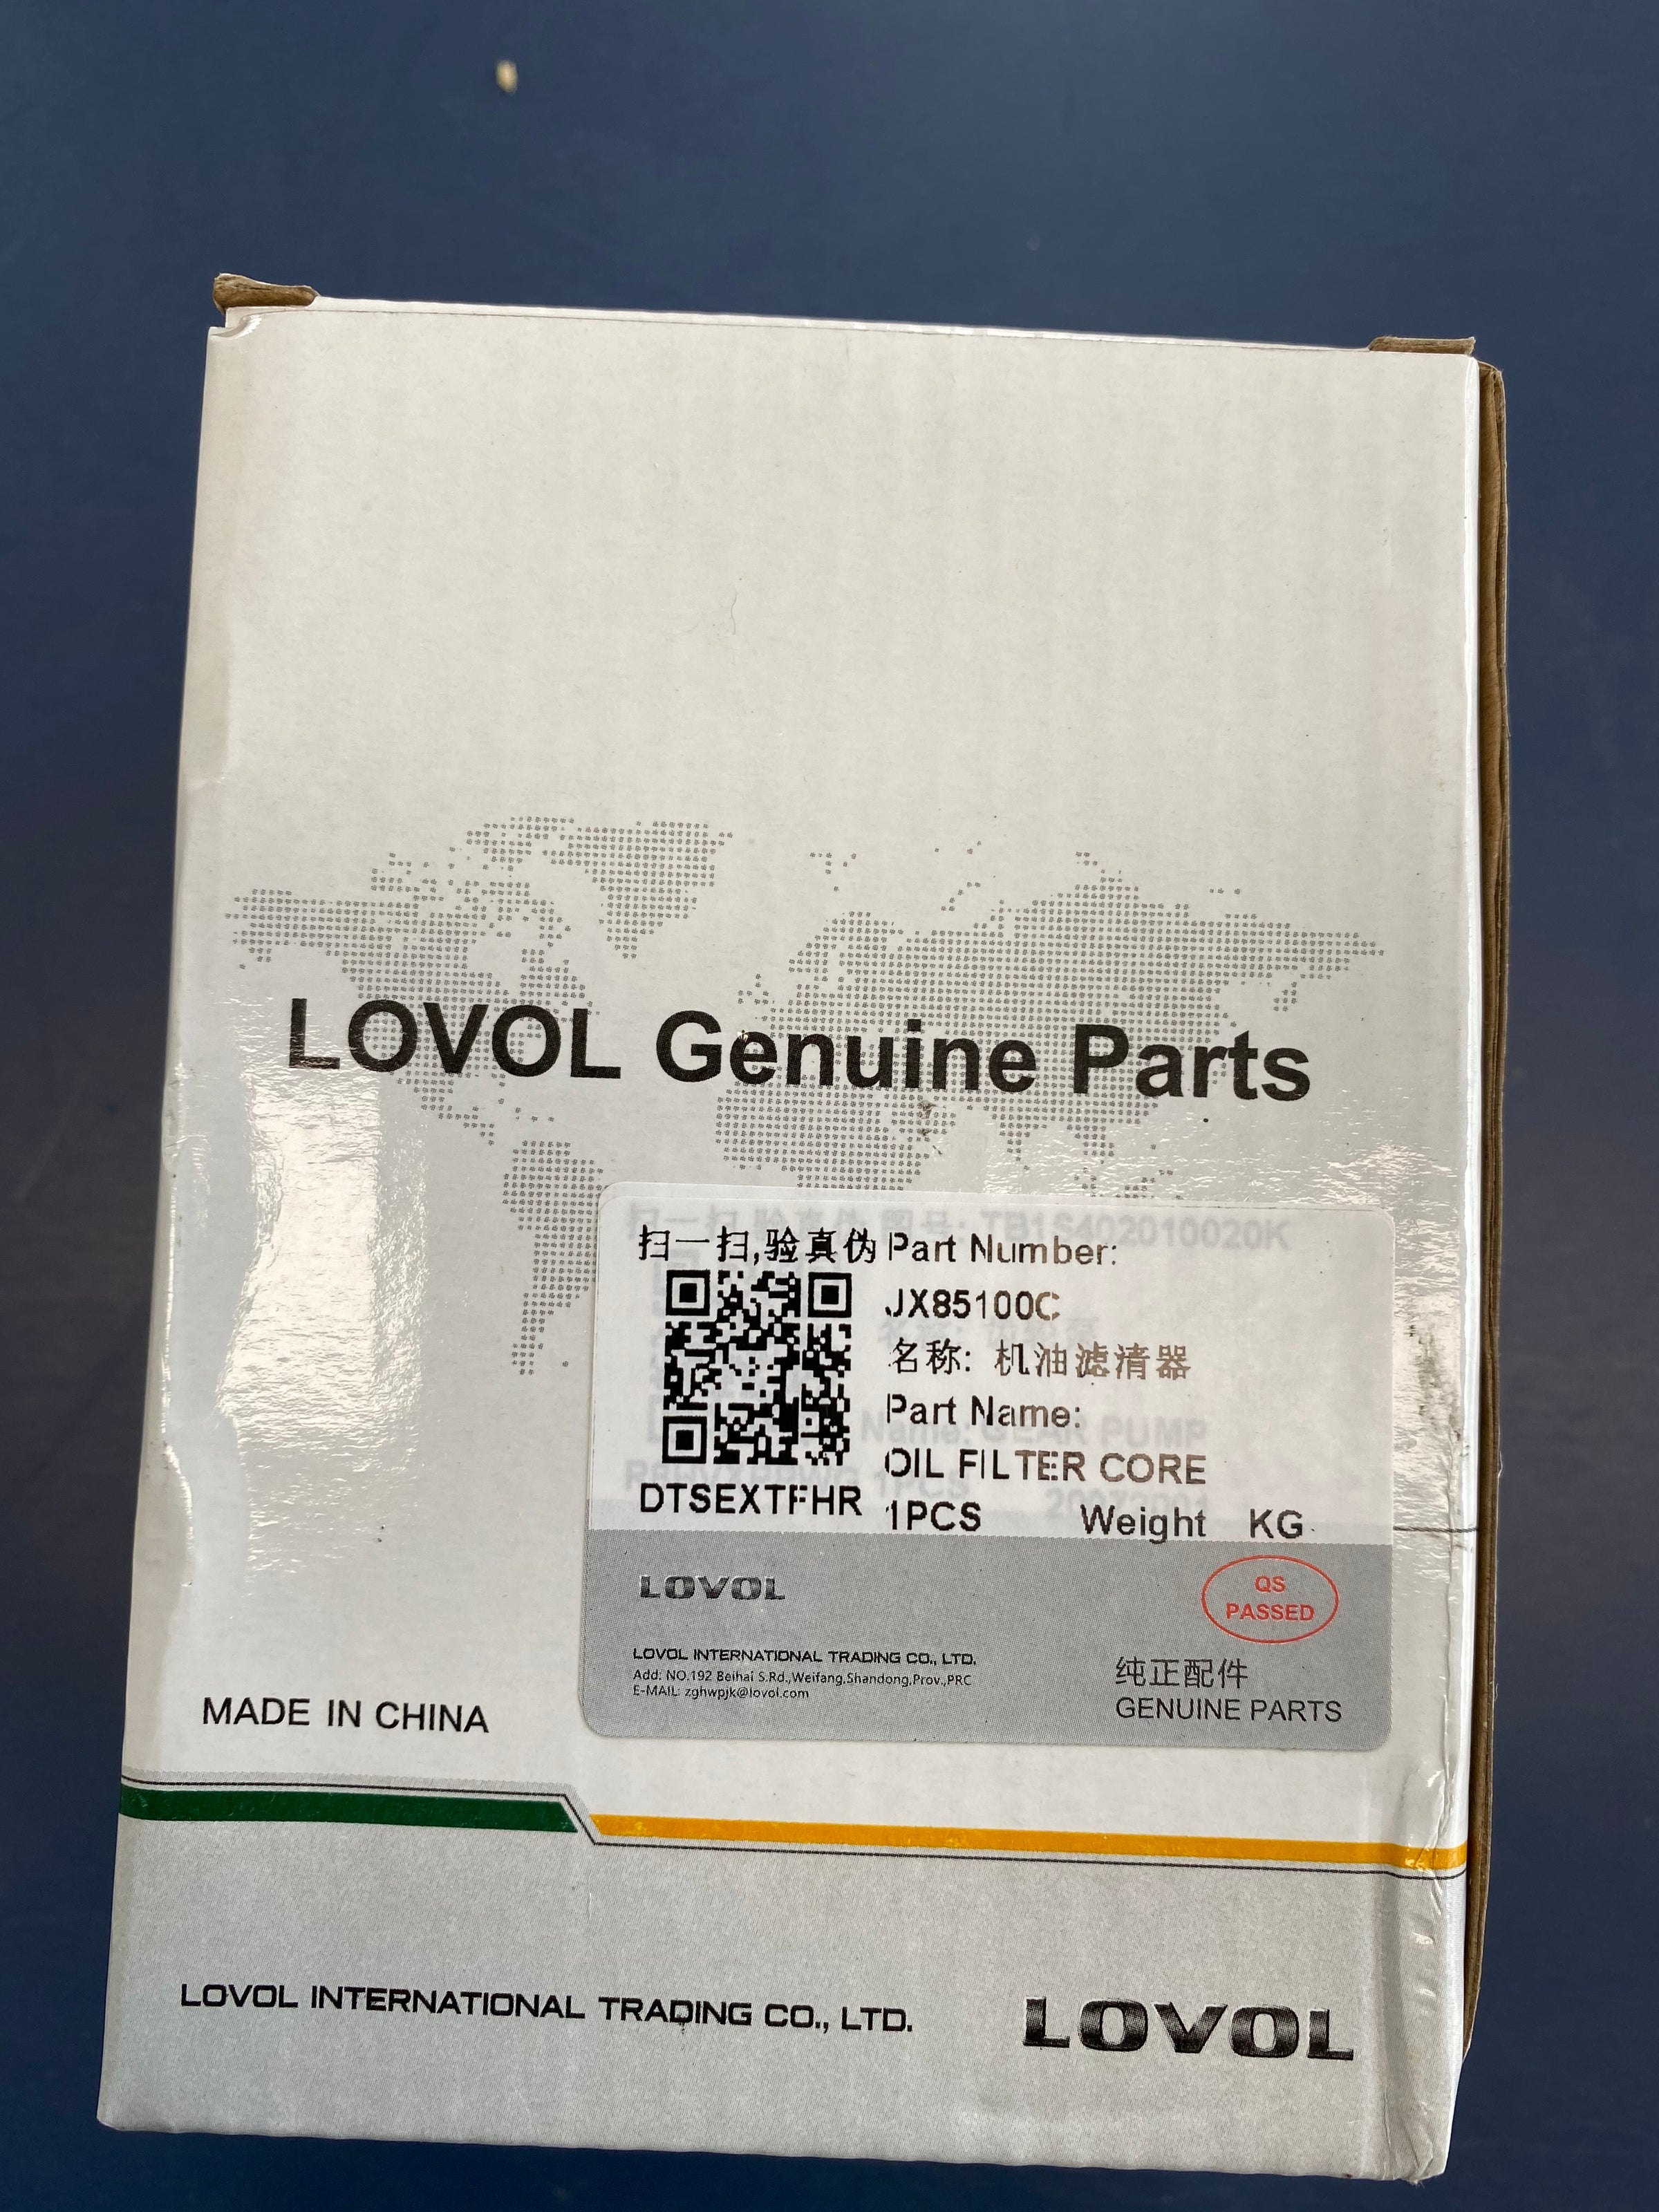 LOVOL Genuine Parts
扫一扫,验真伪 Part Number:
JX85100C
名称: 机油滤清器
Part Name:
OIL FILTER CORE
DTSEXTFHR 1PCS Weight KG
LOVOL
QS
PASSED
LOVOL INTERNATIONAL TRADING CO., LTD.
Add: NO.192 Beihai S.Rd.,Weifang,Shandong,Prov.,PRC
E-MAIL: zghwpjk@lovol.com
纯正配件
GENUINE PARTS
MADE IN CHINA
LOVOL INTERNATIONAL TRADING CO., LTD.
LOVOL